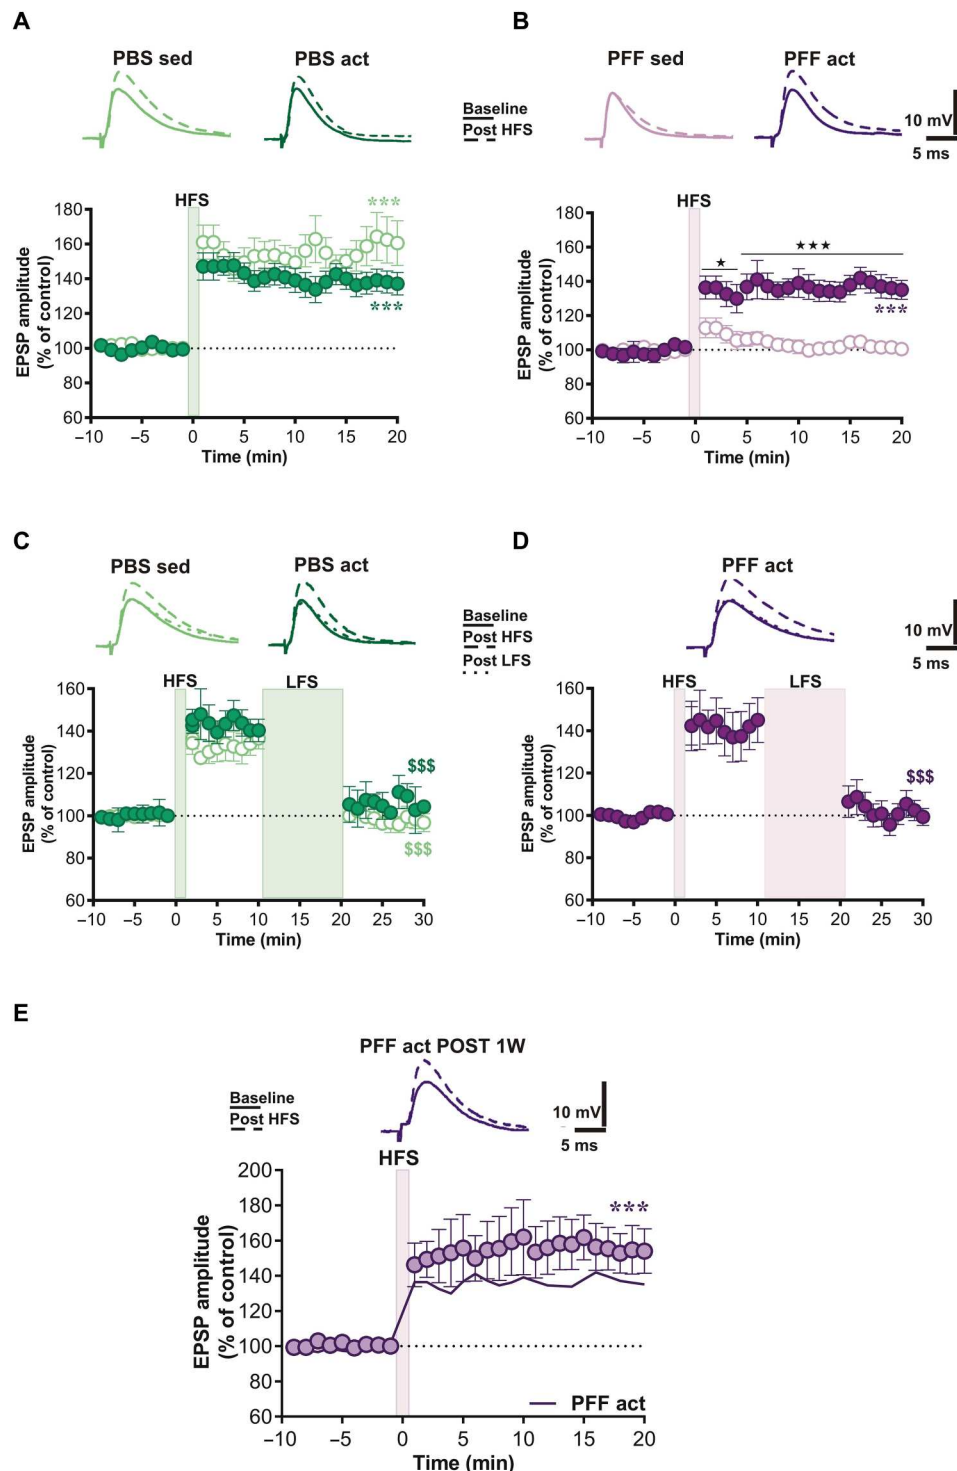 A
PBS sed
PBS act
Baseline
Post HFS
HFS
180
160
140
120
100
80
60
EPSP amplitude
(% of control)
***
***
–10
–5
0
5
10
15
20
Time (min)
B
PFF sed
PFF act
10 mV
5 ms
HFS
180
160
140
120
100
80
60
EPSP amplitude
(% of control)
★
★★★
***
–10
–5
0
5
10
15
20
Time (min)
C
PBS sed
PBS act
Baseline
Post HFS
Post LFS
HFS
LFS
160
140
120
100
80
60
EPSP amplitude
(% of control)
$$$
$$$
–10
–5
0
5
10
15
20
25
30
Time (min)
D
PFF act
10 mV
5 ms
HFS
LFS
160
140
120
100
80
60
EPSP amplitude
(% of control)
$$$
–10
–5
0
5
10
15
20
25
30
Time (min)
E
PFF act POST 1W
Baseline
Post HFS
10 mV
5 ms
HFS
200
180
160
140
120
100
80
60
EPSP amplitude
(% of control)
***
PFF act
–10
–5
0
5
10
15
20
Time (min)